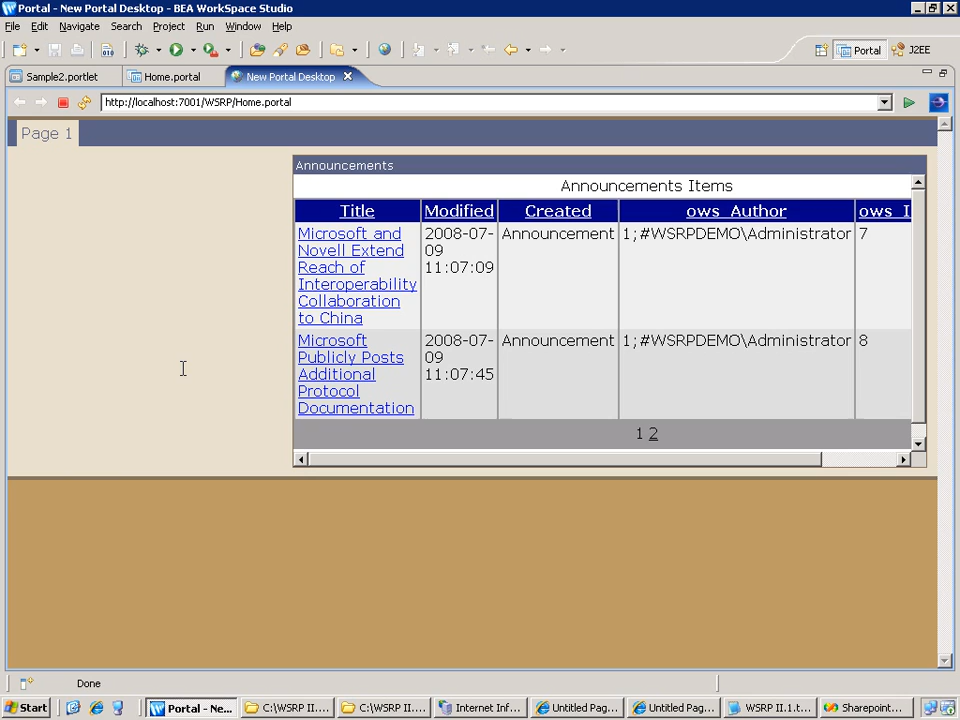 Portal - New Portal Desktop - BEA WorkSpace Studio
File Edit Navigate Search Project Run Window Help
Portal J2EE
Sample2.portlet Home.portal New Portal Desktop
http://localhost:7001/WSRP/Home.portal
Page 1
Announcements
Announcements Items
Title Modified Created ows_Author ows_I
Microsoft and Novell Extend Reach of Interoperability Collaboration to China 2008-07-09 11:07:09 Announcement 1;#WSRPDEMO\Administrator 7
Microsoft Publicly Posts Additional Protocol Documentation 2008-07-09 11:07:45 Announcement 1;#WSRPDEMO\Administrator 8
1 2
Done
Start Portal - Ne... C:\WSRP II.... C:\WSRP II.... Internet Inf... Untitled Pag... Untitled Pag... WSRP II.1.t... Sharepoint...